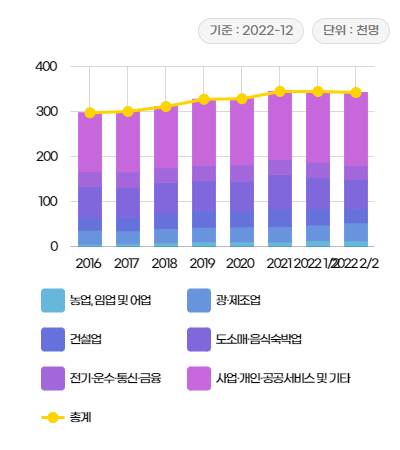 기준 : 2022-12 단위 : 천명
400
300
200
100
0
2016 2017 2018 2019 2020 2021 2022 1/2 2022 2/2
농업, 임업 및 어업 광·제조업
건설업 도소매·음식숙박업
전기·운수·통신·금융 사업·개인·공공서비스 및 기타
총계